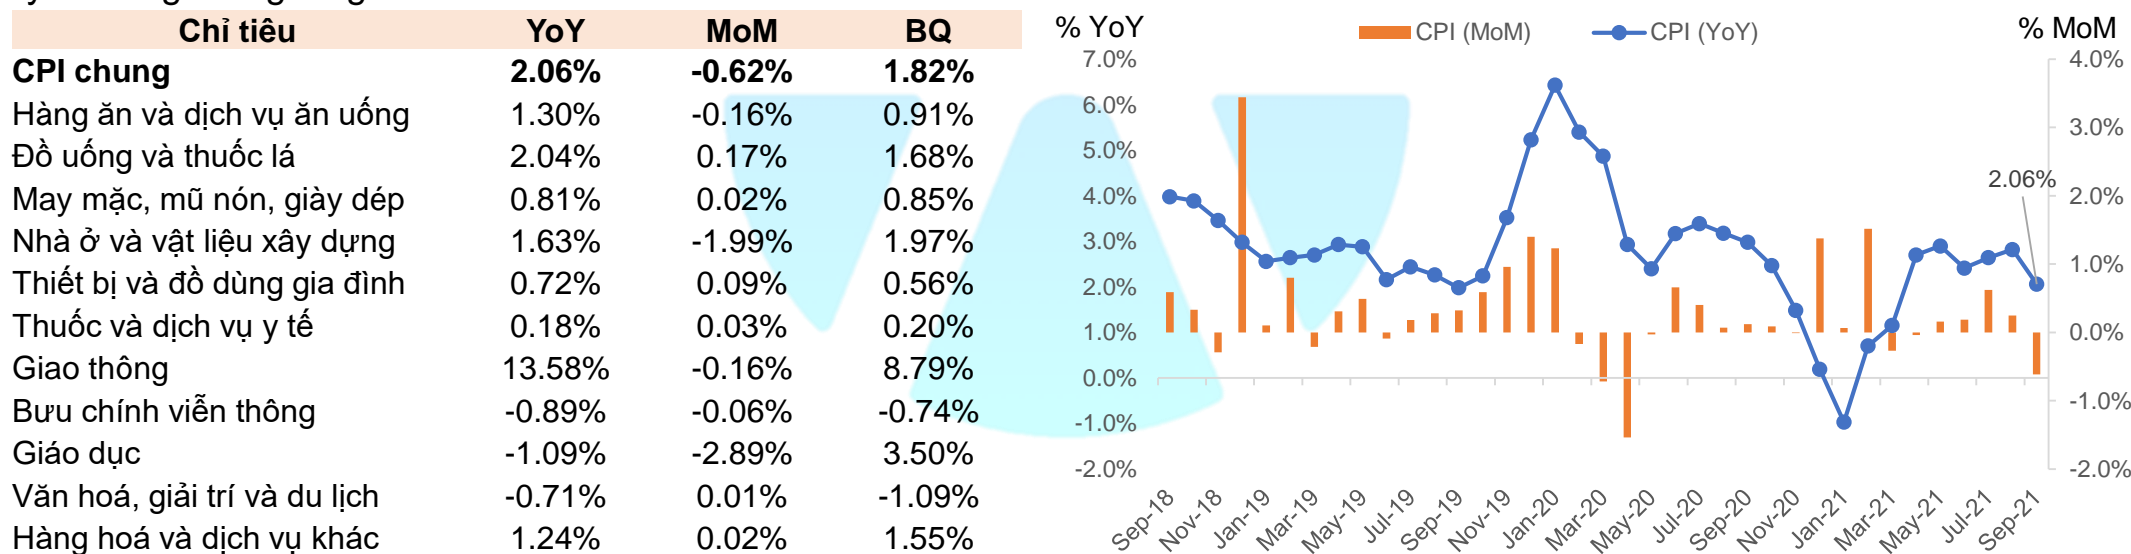 Chỉ tiêu YoY MoM BQ
CPI chung 2.06% -0.62% 1.82%
Hàng ăn và dịch vụ ăn uống 1.30% -0.16% 0.91%
Đồ uống và thuốc lá 2.04% 0.17% 1.68%
May mặc, mũ nón, giày dép 0.81% 0.02% 0.85%
Nhà ở và vật liệu xây dựng 1.63% -1.99% 1.97%
Thiết bị và đồ dùng gia đình 0.72% 0.09% 0.56%
Thuốc và dịch vụ y tế 0.18% 0.03% 0.20%
Giao thông 13.58% -0.16% 8.79%
Bưu chính viễn thông -0.89% -0.06% -0.74%
Giáo dục -1.09% -2.89% 3.50%
Văn hoá, giải trí và du lịch -0.71% 0.01% -1.09%
Hàng hoá và dịch vụ khác 1.24% 0.02% 1.55%
% YoY
CPI (MoM) CPI (YoY)
% MoM
7.0%
6.0%
5.0%
4.0%
3.0%
2.0%
1.0%
0.0%
-1.0%
-2.0%
2.06%
4.0%
3.0%
2.0%
1.0%
0.0%
-1.0%
-2.0%
Sep-18 Nov-18 Jan-19 Mar-19 May-19 Jul-19 Sep-19 Nov-19 Jan-20 Mar-20 May-20 Jul-20 Sep-20 Nov-20 Jan-21 Mar-21 May-21 Jul-21 Sep-21